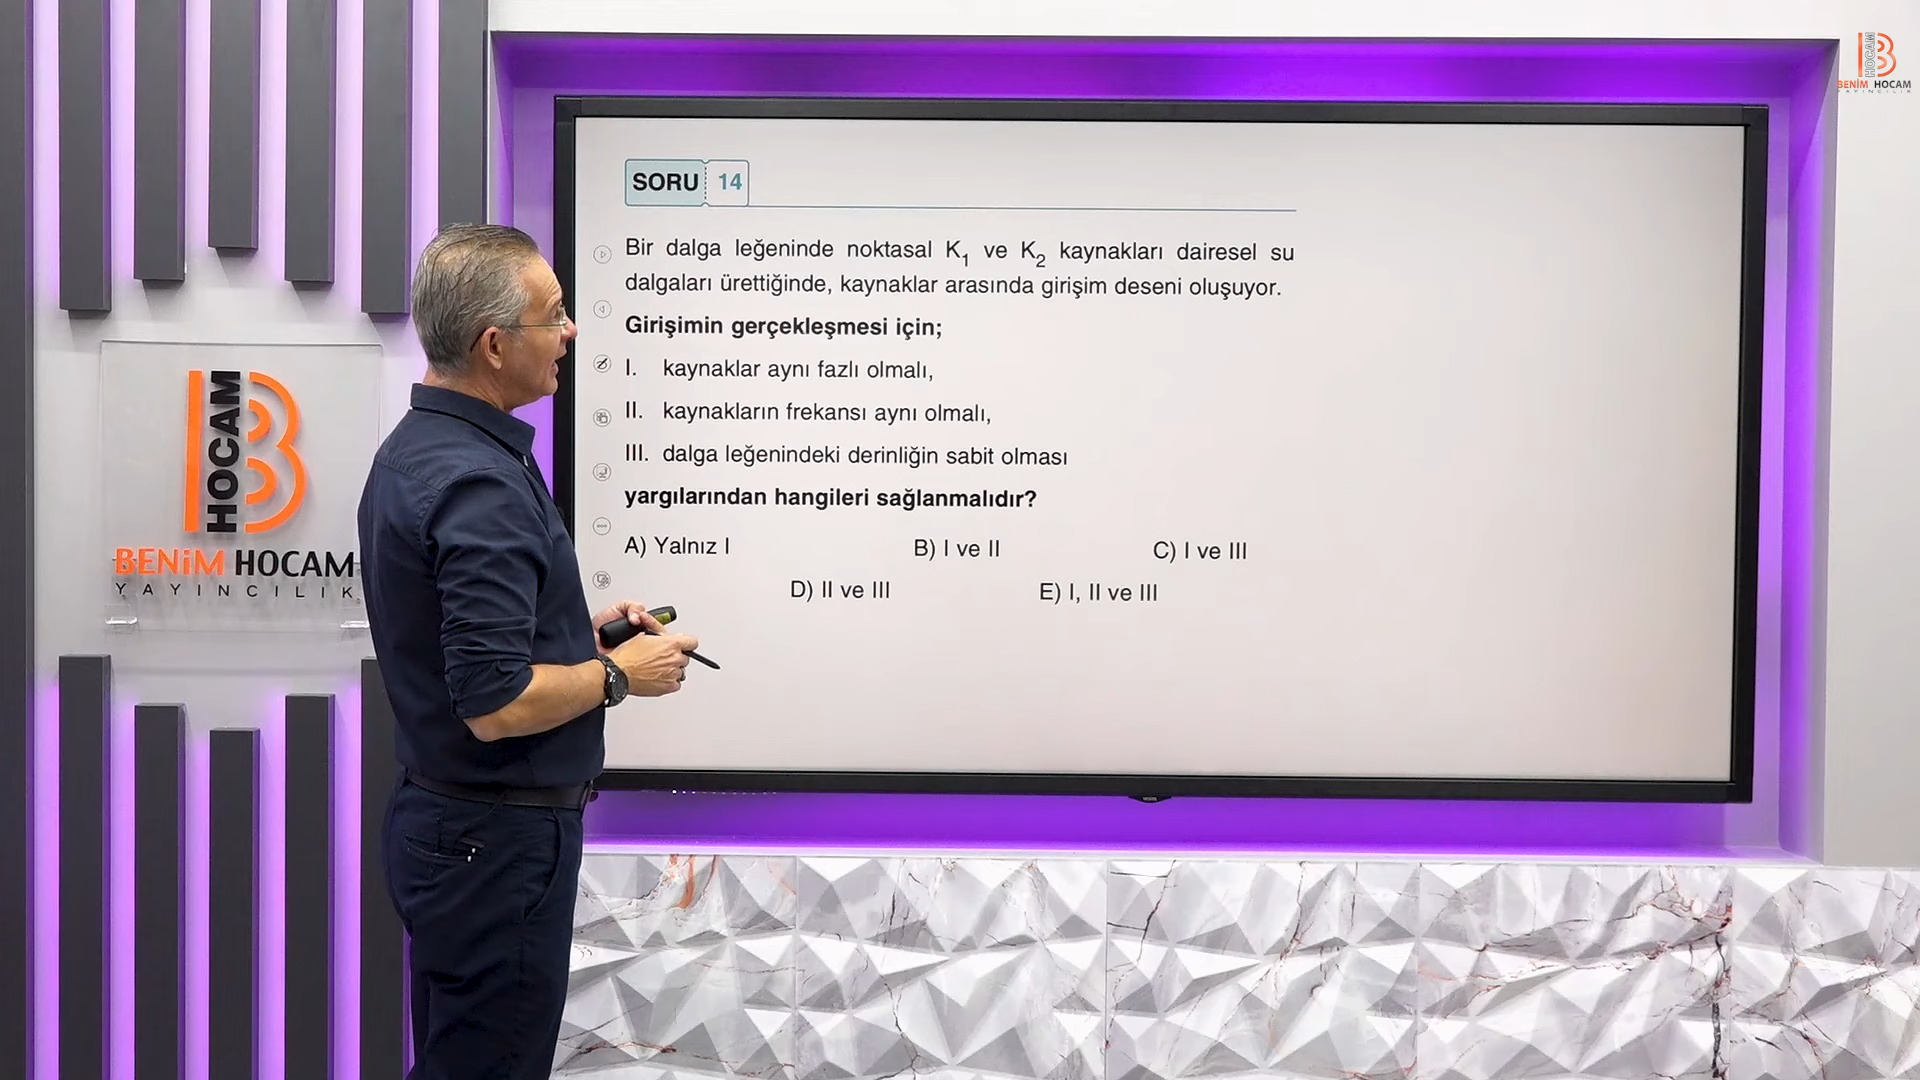 HOCAM
BENİM HOCAM
YAYINCILIK
SORU 14
Bir dalga leğeninde noktasal K1 ve K2 kaynakları dairesel su
dalgaları ürettiğinde, kaynaklar arasında girişim deseni oluşuyor.
Girişimin gerçekleşmesi için;
I. kaynaklar aynı fazlı olmalı,
II. kaynakların frekansı aynı olmalı,
III. dalga leğenindeki derinliğin sabit olması
yargılarından hangileri sağlanmalıdır?
A) Yalnız I B) I ve II C) I ve III
D) II ve III E) I, II ve III
HOCAM
BENİM HOCAM
YAYINCILIK